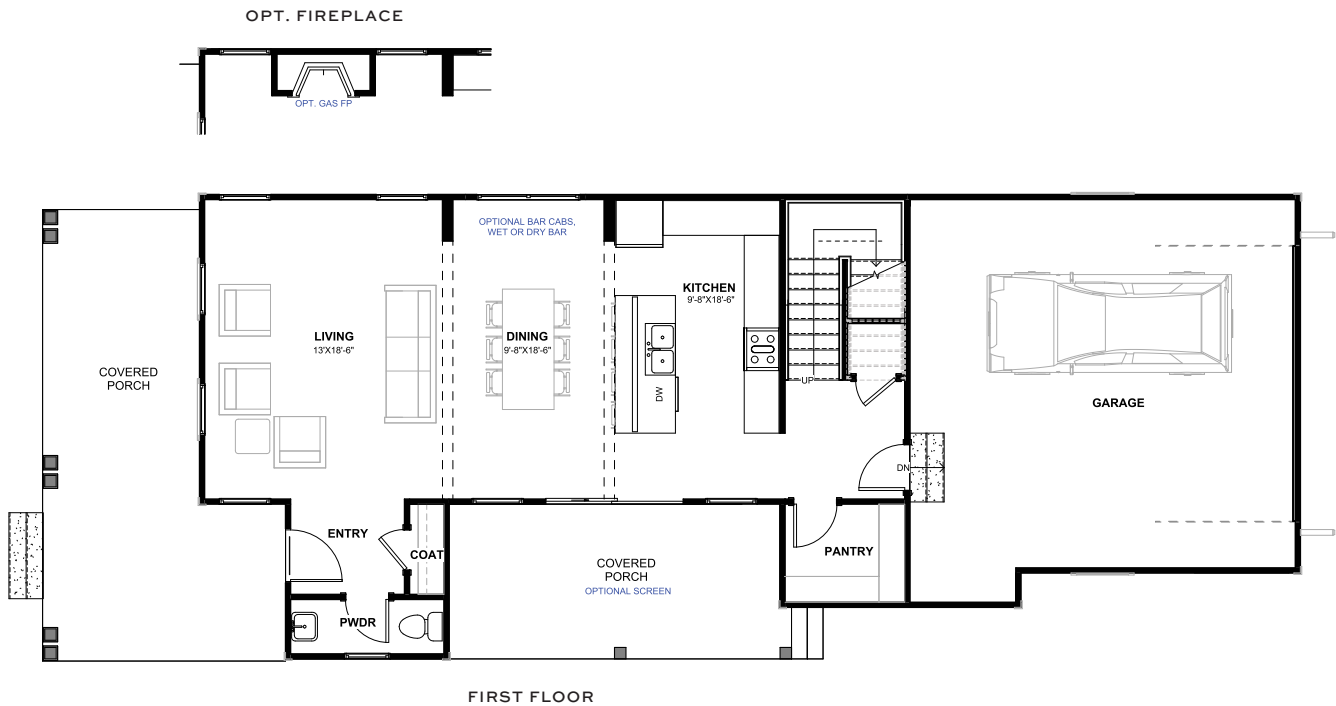 OPT. FIREPLACE
OPT. GAS FP
OPTIONAL BAR CABS,
WET OR DRY BAR
KITCHEN
9'-8"X18'-6"
LIVING
13'X18'-6"
DINING
9'-8"X18'-6"
COVERED
PORCH
UP
DW
GARAGE
DN
ENTRY
COAT
PANTRY
COVERED
PORCH
OPTIONAL SCREEN
PWDR
FIRST FLOOR